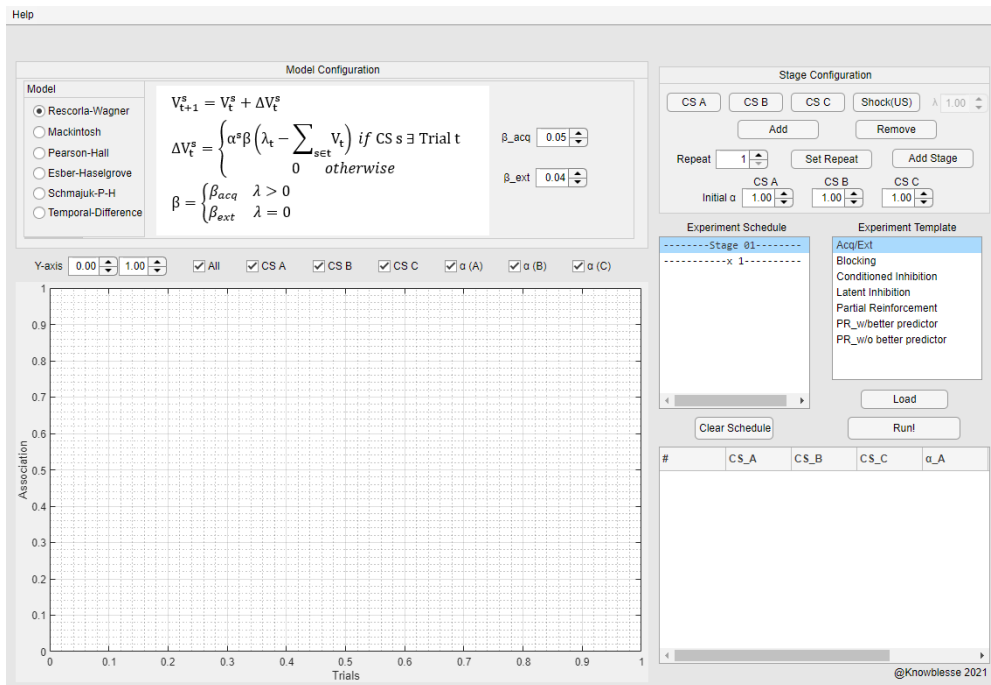 Help
Model Configuration
Model
Rescorla-Wagner
Mackintosh
Pearson-Hall
Esber-Haselgrove
Schmajuk-P-H
Temporal-Difference
V^s_{t+1} = V^s_t + ΔV^s_t
ΔV^s_t = { α^s β (λ_t − ∑_{s∈t} V_t) if CS s ∃ Trial t
0 otherwise
β = { β_acq λ > 0
β_ext λ = 0
β_acq 0.05
β_ext 0.04
Y-axis 0.00 1.00 All CS A CS B CS C α (A) α (B) α (C)
1
0.9
0.8
0.7
0.6
0.5
0.4
0.3
0.2
0.1
0
Association
0 0.1 0.2 0.3 0.4 0.5 0.6 0.7 0.8 0.9 1
Trials
Stage Configuration
CS A CS B CS C Shock(US) λ 1.00
Add Remove
Repeat 1 Set Repeat Add Stage
CS A CS B CS C
Initial α 1.00 1.00 1.00
Experiment Schedule
--------Stage 01--------
-----------x 1-----------
Experiment Template
Acq/Ext
Blocking
Conditioned Inhibition
Latent Inhibition
Partial Reinforcement
PR_w/better predictor
PR_w/o better predictor
Load
Clear Schedule Run!
# CS_A CS_B CS_C α_A
@Knowblesse 2021